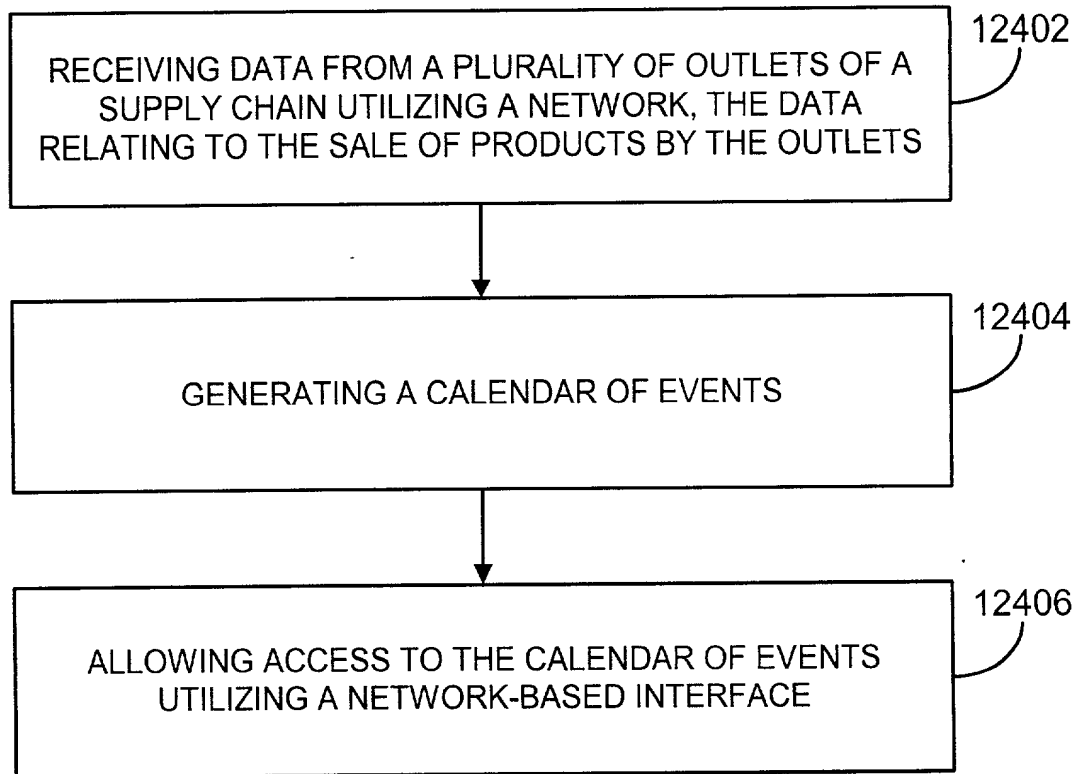 12402
RECEIVING DATA FROM A PLURALITY OF OUTLETS OF A
SUPPLY CHAIN UTILIZING A NETWORK, THE DATA
RELATING TO THE SALE OF PRODUCTS BY THE OUTLETS
12404
GENERATING A CALENDAR OF EVENTS
12406
ALLOWING ACCESS TO THE CALENDAR OF EVENTS
UTILIZING A NETWORK-BASED INTERFACE